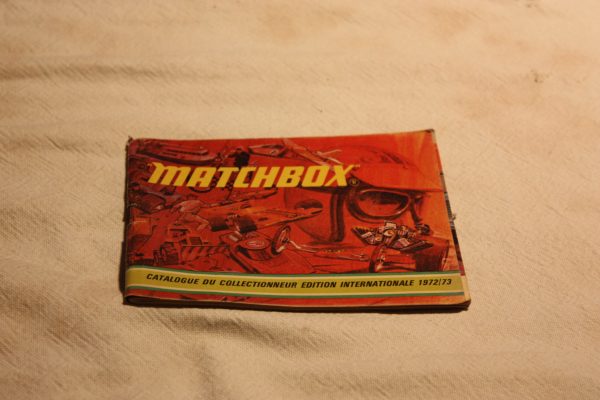 MATCHBOX
CATALOGUE DU COLLECTIONNEUR EDITION INTERNATIONALE 1972/73